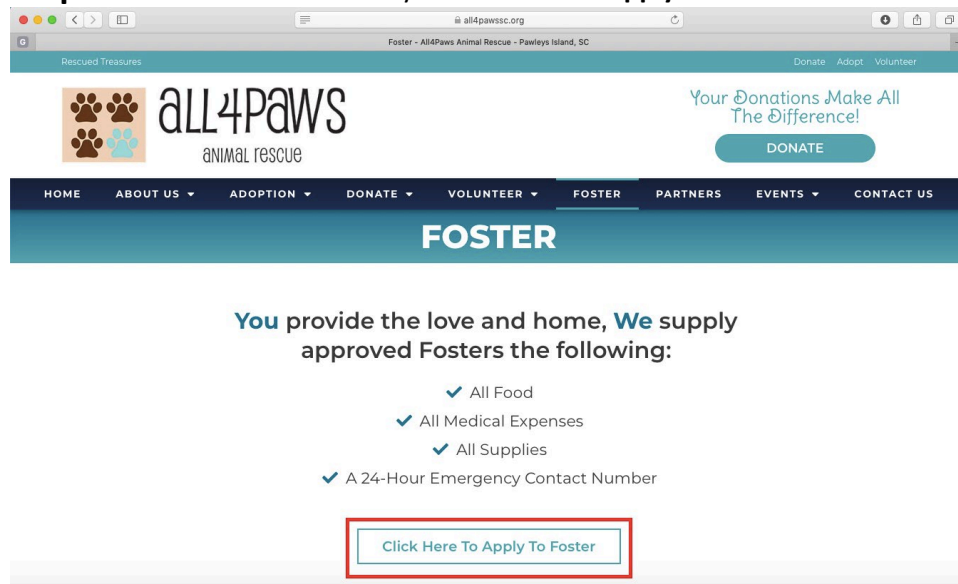 all4pawssc.org
G
Foster - All4Paws Animal Rescue - Pawleys Island, SC
Rescued Treasures
Donate Adopt Volunteer
all4paws
animal rescue
Your Donations Make All
The Difference!
DONATE
HOME ABOUT US ADOPTION DONATE VOLUNTEER FOSTER PARTNERS EVENTS CONTACT US
FOSTER
You provide the love and home, We supply
approved Fosters the following:
All Food
All Medical Expenses
All Supplies
A 24-Hour Emergency Contact Number
Click Here To Apply To Foster